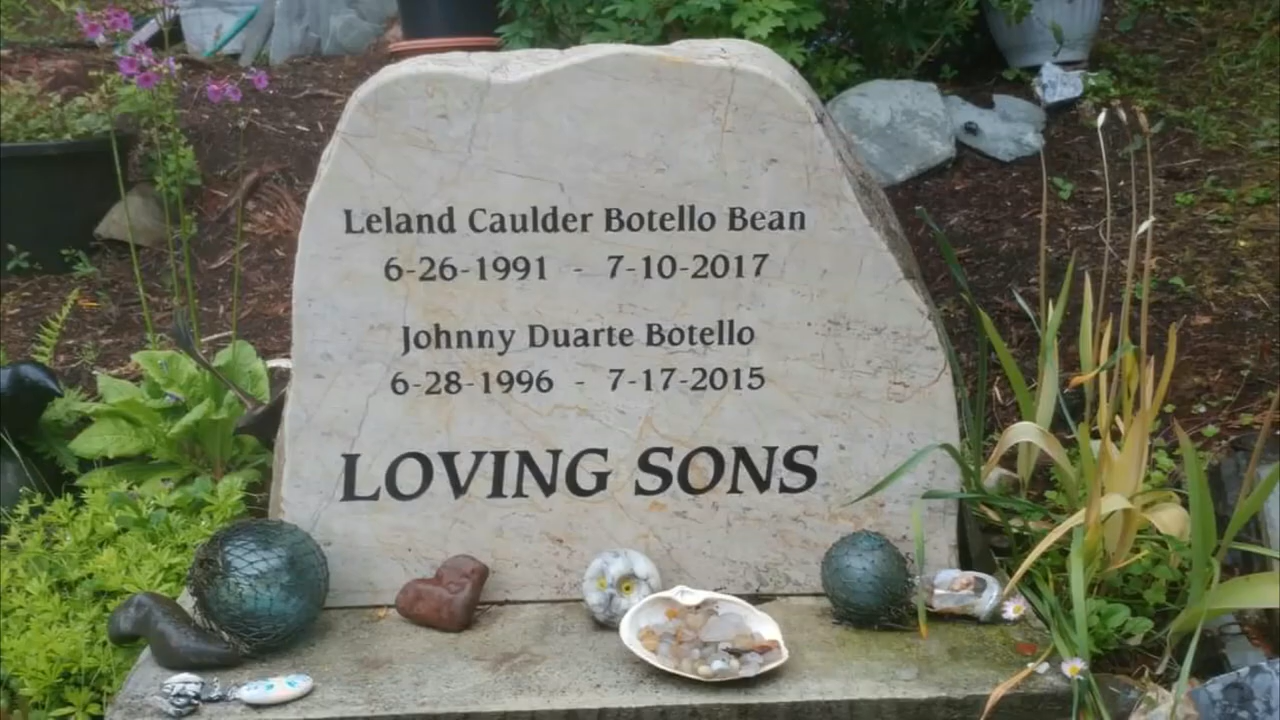 Leland Caulder Botello Bean
6-26-1991 - 7-10-2017
Johnny Duarte Botello
6-28-1996 - 7-17-2015
LOVING SONS